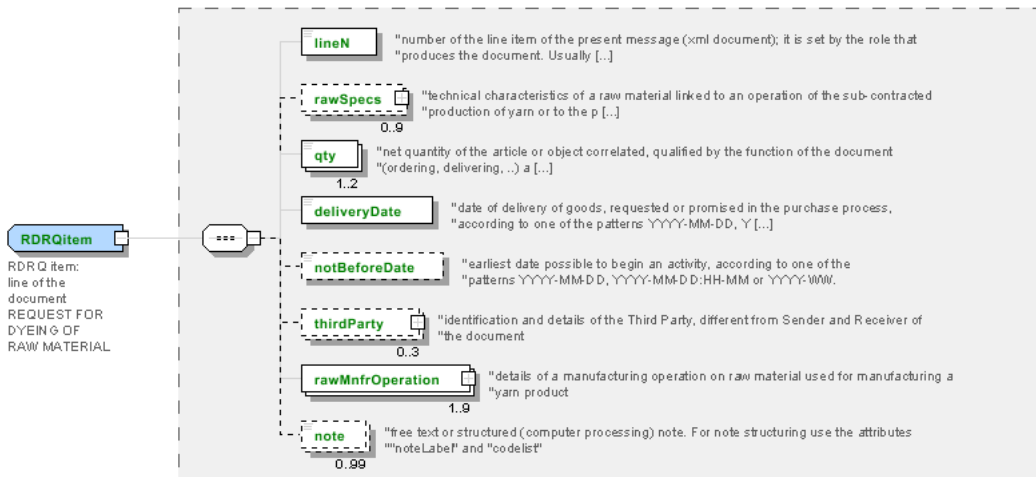 lineN
"number of the line item of the present message (xml document); it is set by the role that
"produces the document. Usually [...]
rawSpecs
"technical characteristics of a raw material linked to an operation of the sub-contracted
"production of yarn or to the p [...]
0..9
qty
"net quantity of the article or object correlated, qualified by the function of the document
"(ordering, delivering, ..) a [...]
1..2
deliveryDate
"date of delivery of goods, requested or promised in the purchase process,
"according to one of the patterns YYYY-MM-DD, Y [...]
RDRQitem
RDRQ item:
line of the
document
REQUEST FOR
DYEING OF
RAW MATERIAL
notBeforeDate
"earliest date possible to begin an activity, according to one of the
"patterns YYYY-MM-DD, YYYY-MM-DD:HH-MM or YYYY-WW.
thirdParty
"identification and details of the Third Party, different from Sender and Receiver of
"the document
0..3
rawMnfrOperation
"details of a manufacturing operation on raw material used for manufacturing a
"yarn product
1..9
note
"free text or structured (computer processing) note. For note structuring use the attributes
""noteLabel" and "codelist"
0..99